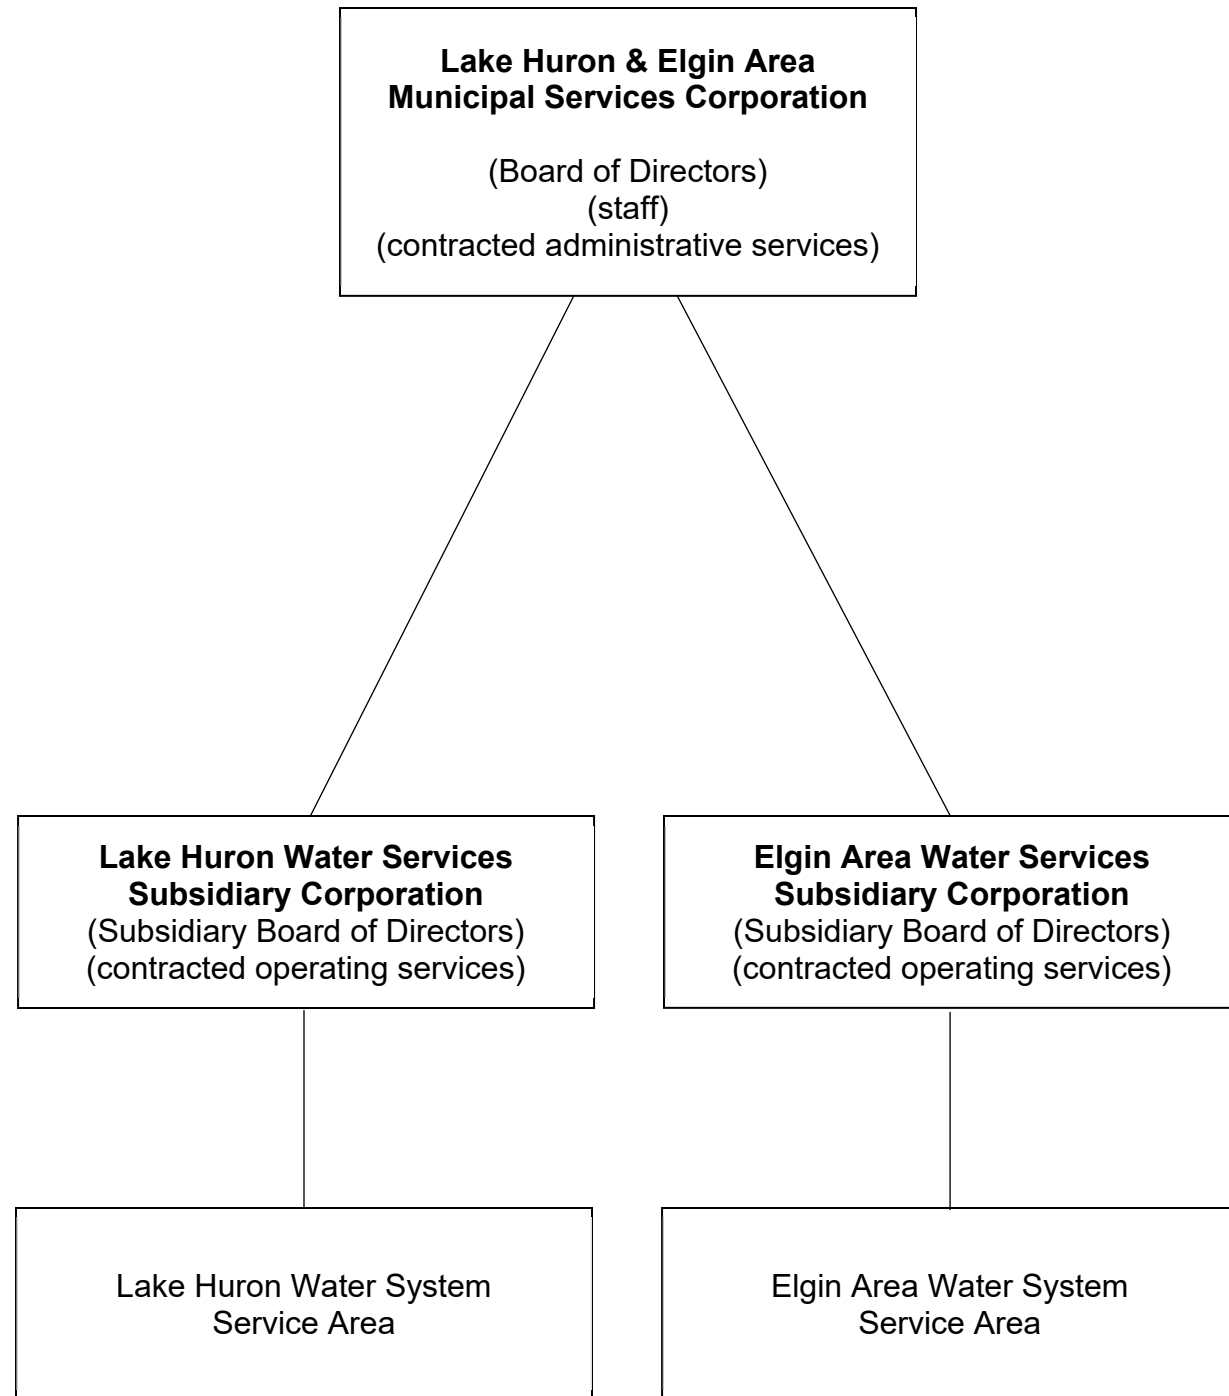 Lake Huron & Elgin Area
Municipal Services Corporation
(Board of Directors)
(staff)
(contracted administrative services)
Lake Huron Water Services
Subsidiary Corporation
(Subsidiary Board of Directors)
(contracted operating services)
Elgin Area Water Services
Subsidiary Corporation
(Subsidiary Board of Directors)
(contracted operating services)
Lake Huron Water System
Service Area
Elgin Area Water System
Service Area